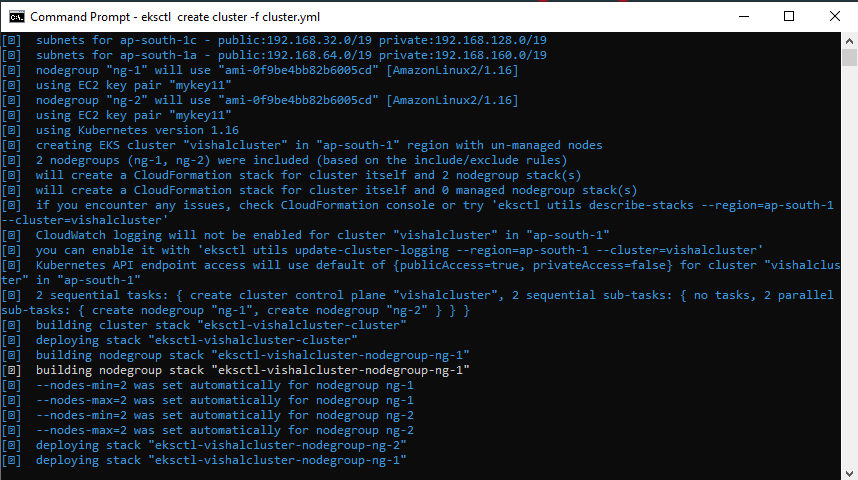 Command Prompt - eksctl  create cluster -f cluster.yml
[?]  subnets for ap-south-1c - public:192.168.32.0/19 private:192.168.128.0/19
[?]  subnets for ap-south-1a - public:192.168.64.0/19 private:192.168.160.0/19
[?]  nodegroup "ng-1" will use "ami-0f9be4bb82b6005cd" [AmazonLinux2/1.16]
[?]  using EC2 key pair "mykey11"
[?]  nodegroup "ng-2" will use "ami-0f9be4bb82b6005cd" [AmazonLinux2/1.16]
[?]  using EC2 key pair "mykey11"
[?]  using Kubernetes version 1.16
[?]  creating EKS cluster "vishalcluster" in "ap-south-1" region with un-managed nodes
[?]  2 nodegroups (ng-1, ng-2) were included (based on the include/exclude rules)
[?]  will create a CloudFormation stack for cluster itself and 2 nodegroup stack(s)
[?]  will create a CloudFormation stack for cluster itself and 0 managed nodegroup stack(s)
[?]  if you encounter any issues, check CloudFormation console or try 'eksctl utils describe-stacks --region=ap-south-1
--cluster=vishalcluster'
[?]  CloudWatch logging will not be enabled for cluster "vishalcluster" in "ap-south-1"
[?]  you can enable it with 'eksctl utils update-cluster-logging --region=ap-south-1 --cluster=vishalcluster'
[?]  Kubernetes API endpoint access will use default of {publicAccess=true, privateAccess=false} for cluster "vishalclus
ter" in "ap-south-1"
[?]  2 sequential tasks: { create cluster control plane "vishalcluster", 2 sequential sub-tasks: { no tasks, 2 parallel
sub-tasks: { create nodegroup "ng-1", create nodegroup "ng-2" } } }
[?]  building cluster stack "eksctl-vishalcluster-cluster"
[?]  deploying stack "eksctl-vishalcluster-cluster"
[?]  building nodegroup stack "eksctl-vishalcluster-nodegroup-ng-1"
[?]  building nodegroup stack "eksctl-vishalcluster-nodegroup-ng-1"
[?]  --nodes-min=2 was set automatically for nodegroup ng-1
[?]  --nodes-max=2 was set automatically for nodegroup ng-1
[?]  --nodes-min=2 was set automatically for nodegroup ng-2
[?]  --nodes-max=2 was set automatically for nodegroup ng-2
[?]  deploying stack "eksctl-vishalcluster-nodegroup-ng-2"
[?]  deploying stack "eksctl-vishalcluster-nodegroup-ng-1"